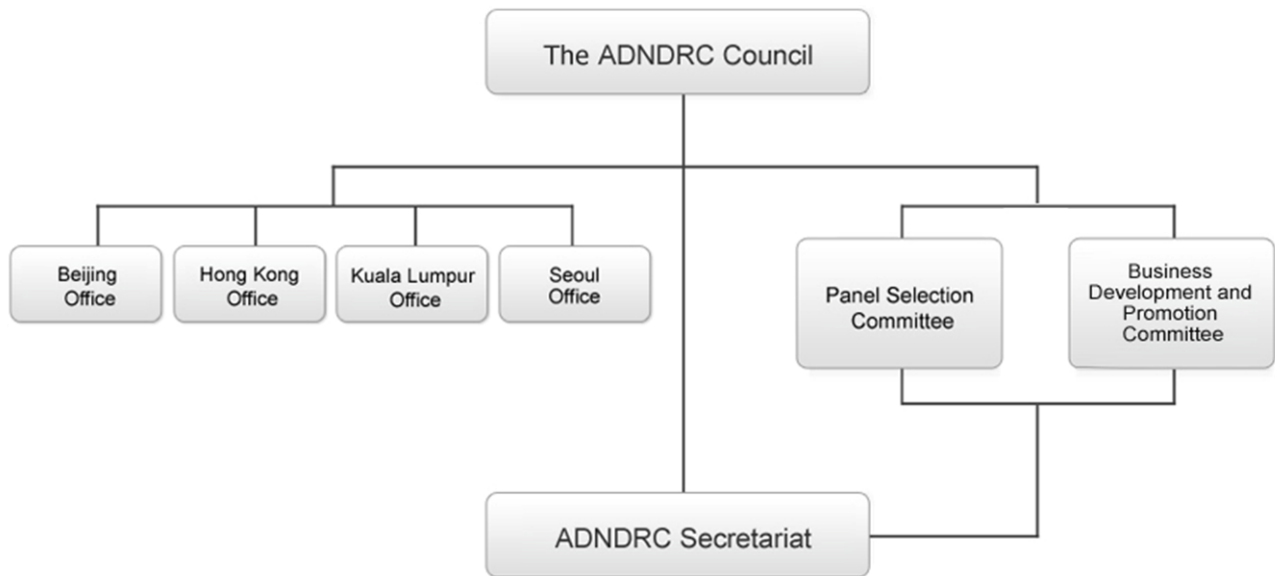 The ADNDRC Council
Beijing
Office
Hong Kong
Office
Kuala Lumpur
Office
Seoul
Office
Panel Selection
Committee
Business
Development and
Promotion
Committee
ADNDRC Secretariat